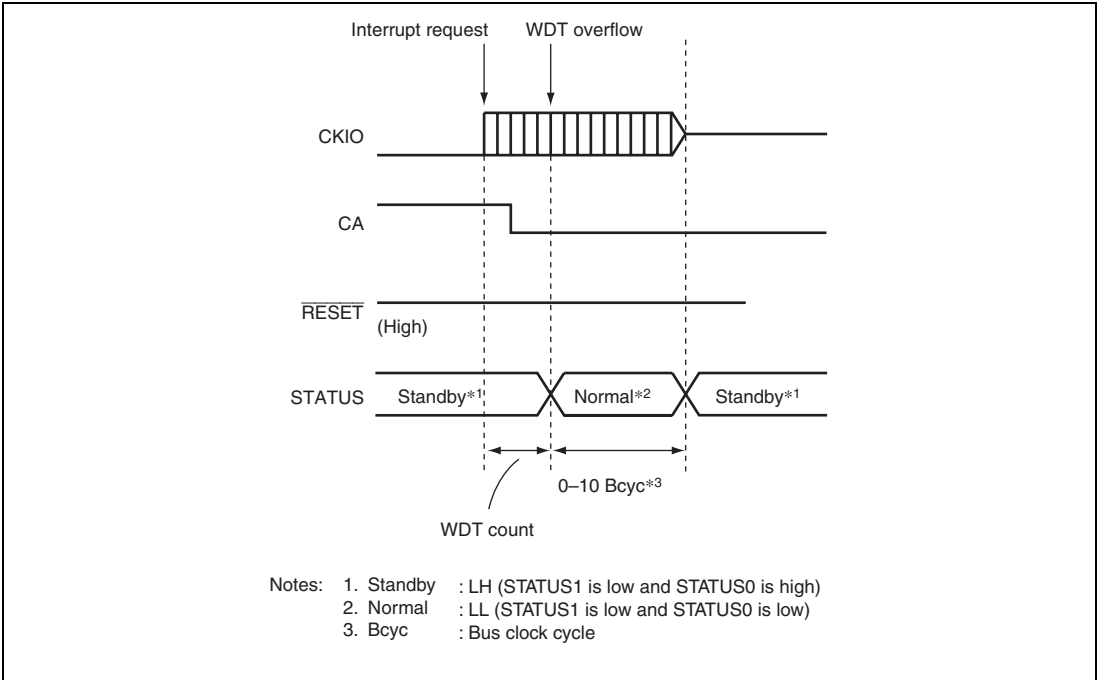 Interrupt request WDT overflow
CKIO
CA
RESET
(High)
STATUS Standby*1 Normal*2 Standby*1
0–10 Bcyc*3
WDT count
Notes: 1. Standby : LH (STATUS1 is low and STATUS0 is high)
2. Normal : LL (STATUS1 is low and STATUS0 is low)
3. Bcyc : Bus clock cycle